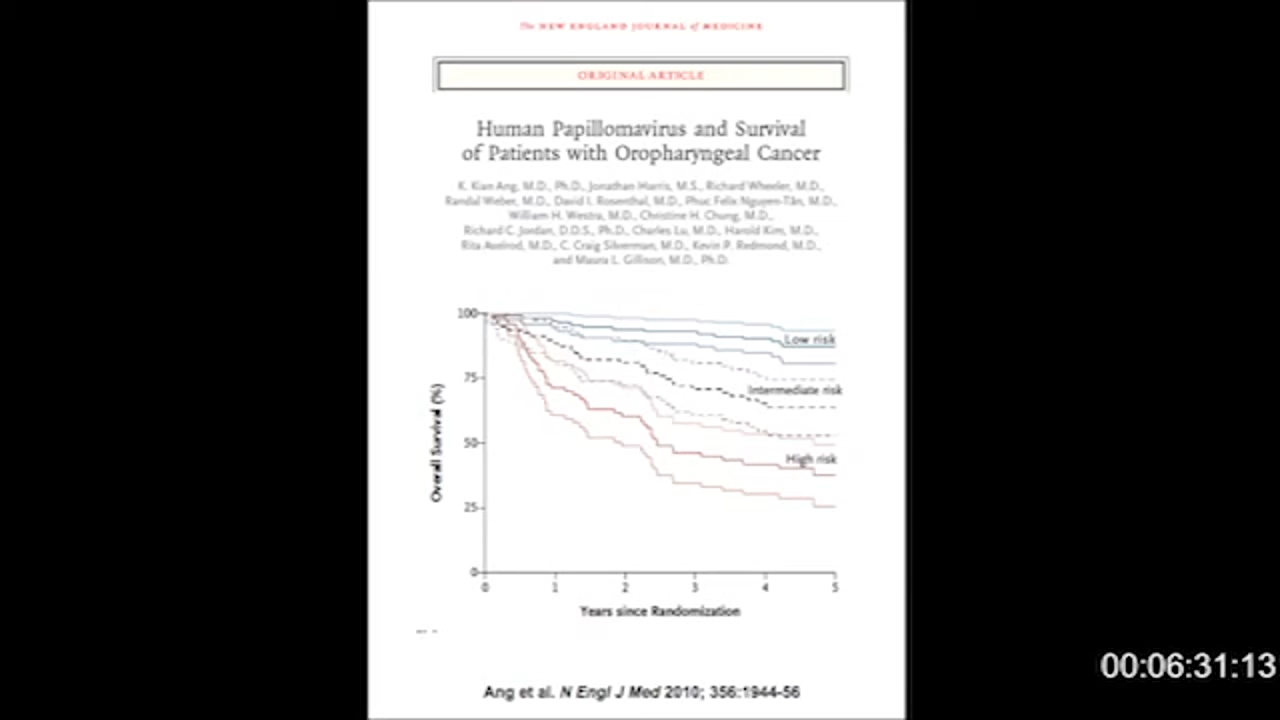 The NEW ENGLAND JOURNAL of MEDICINE
ORIGINAL ARTICLE
Human Papillomavirus and Survival
of Patients with Oropharyngeal Cancer
K. Kian Ang, M.D., Ph.D., Jonathan Harris, M.S., Richard Wheeler, M.D.,
Randal Weber, M.D., David I. Rosenthal, M.D., Phuc Felix Nguyen-Tân, M.D.,
William H. Westra, M.D., Christine H. Chung, M.D.,
Richard C. Jordan, D.D.S., Ph.D., Charles Lu, M.D., Harold Kim, M.D.,
Rita Axelrod, M.D., C. Craig Silverman, M.D., Kevin P. Redmond, M.D.,
and Maura L. Gillison, M.D., Ph.D.
100
75
50
25
0
Overall Survival (%)
Low risk
Intermediate risk
High risk
0 1 2 3 4 5
Years since Randomization
Ang et al. N Engl J Med 2010; 356:1944-56
00:06:31:13